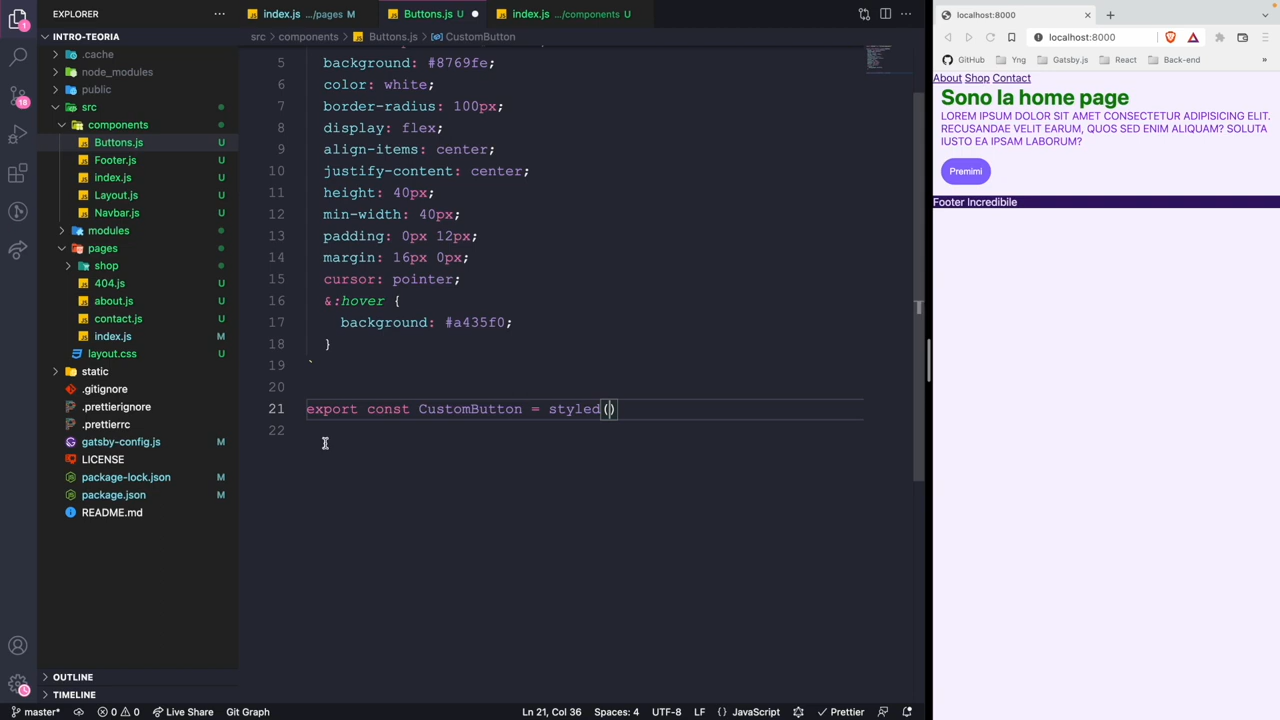 EXPLORER
INTRO-TEORIA
.cache
node_modules
public
src
components
Buttons.js U
Footer.js U
index.js U
Layout.js U
Navbar.js U
modules
pages
shop
404.js U
about.js U
contact.js U
index.js M
layout.css U
static
.gitignore
.prettierignore
.prettierrc
gatsby-config.js M
LICENSE
package-lock.json M
package.json M
README.md
OUTLINE
TIMELINE
1
18
index.js .../pages M
Buttons.js U
index.js .../components U
src > components > Buttons.js > CustomButton
5 background: #8769fe;
6 color: white;
7 border-radius: 100px;
8 display: flex;
9 align-items: center;
10 justify-content: center;
11 height: 40px;
12 min-width: 40px;
13 padding: 0px 12px;
14 margin: 16px 0px;
15 cursor: pointer;
16 &:hover {
17 background: #a435f0;
18 }
19 `
20
21 export const CustomButton = styled()
22
master* 0 0 Live Share Git Graph Ln 21, Col 36 Spaces: 4 UTF-8 LF {} JavaScript Prettier
localhost:8000
localhost:8000
GitHub Yng Gatsby.js React Back-end »
About Shop Contact
Sono la home page
LOREM IPSUM DOLOR SIT AMET CONSECTETUR ADIPISICING ELIT.
RECUSANDAE VELIT EARUM, QUOS SED ENIM ALIQUAM? SOLUTA
IUSTO EA IPSAM LABORUM?
Premimi
Footer Incredibile